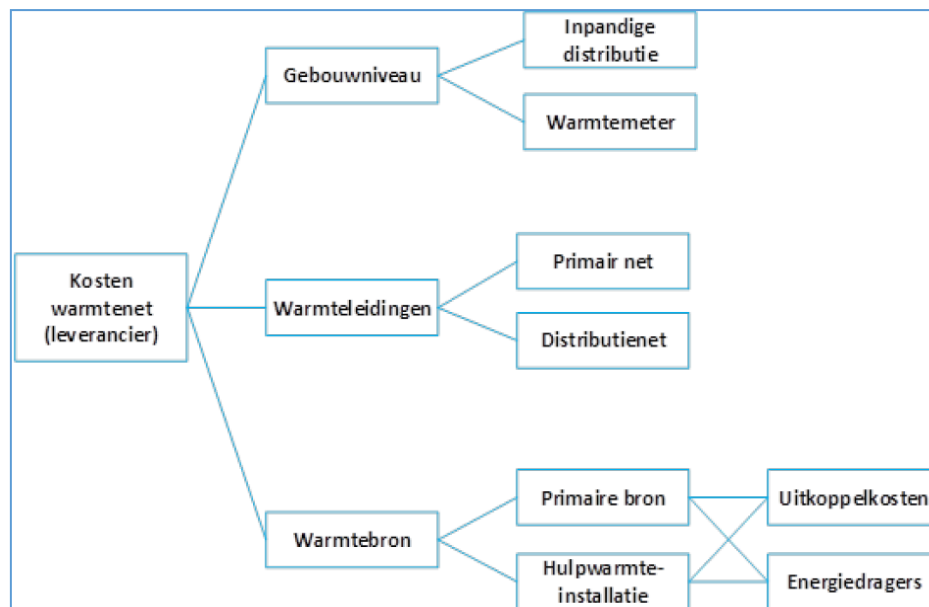 Inpandige
distributie
Gebouwniveau
Warmtemeter
Kosten
warmtenet
(leverancier)
Primair net
Warmteleidingen
Distributienet
Primaire bron
Uitkoppelkosten
Warmtebron
Hulpwarmte-
installatie
Energiedragers